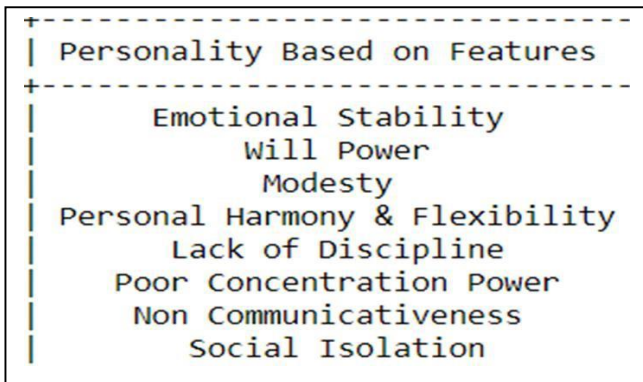 +---------------------------------
| Personality Based on Features
+---------------------------------
| Emotional Stability
| Will Power
| Modesty
| Personal Harmony & Flexibility
| Lack of Discipline
| Poor Concentration Power
| Non Communicativeness
| Social Isolation